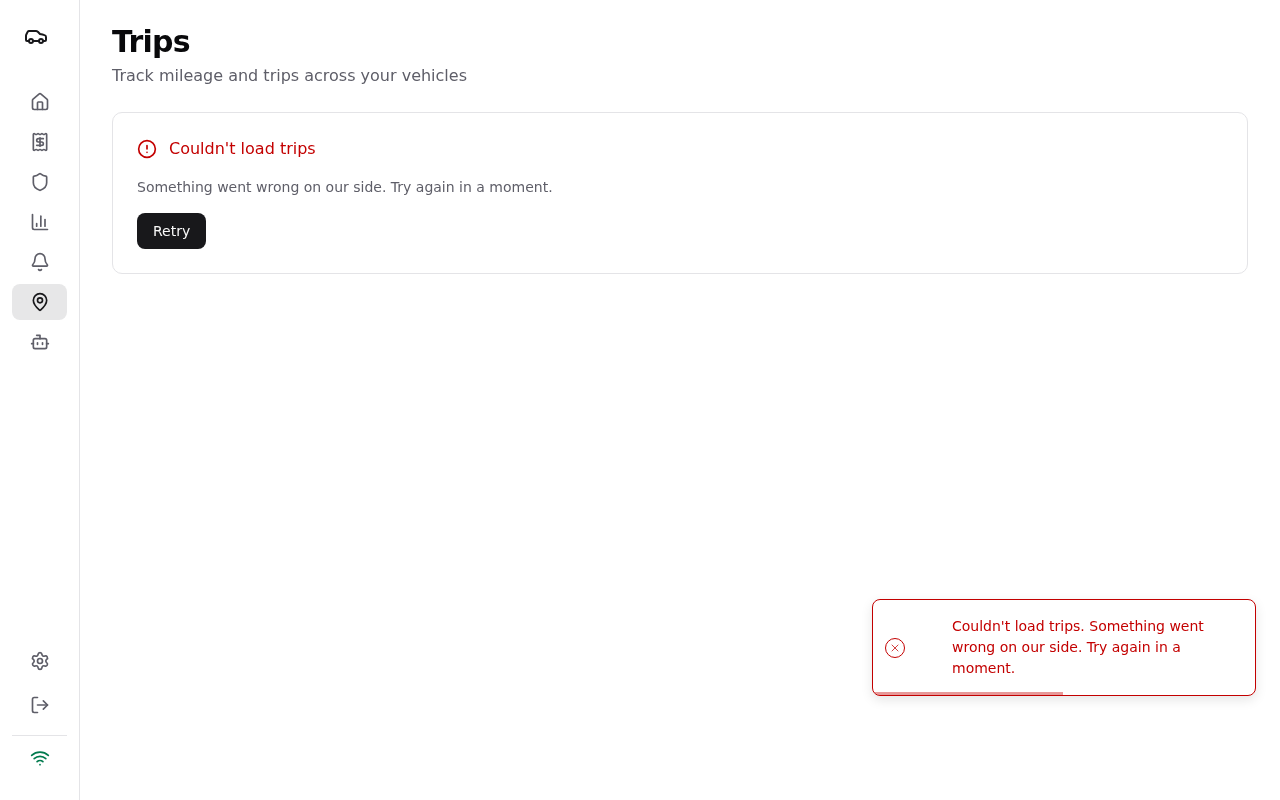 Trips
Track mileage and trips across your vehicles
Couldn't load trips
Something went wrong on our side. Try again in a moment.
Retry
Couldn't load trips. Something went
wrong on our side. Try again in a
moment.